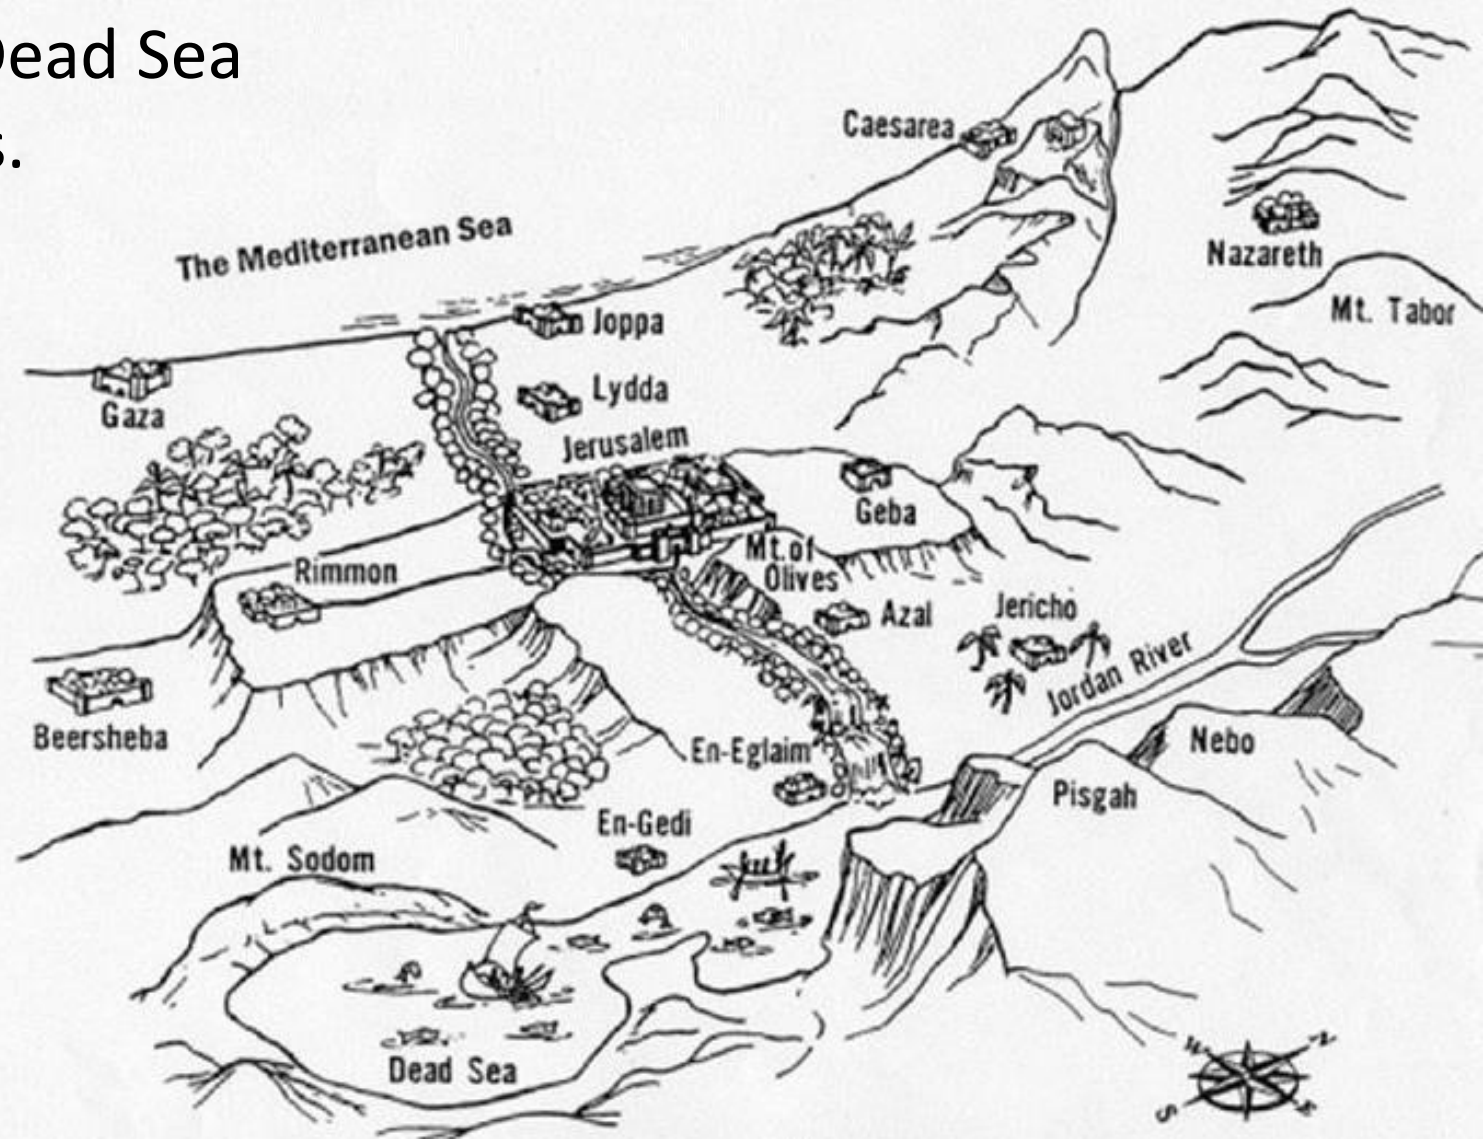 Dead Sea
s.
Caesarea
The Mediterranean Sea
Nazareth
Mt. Tabor
Joppa
Gaza
Lydda
Jerusalem
Geba
Mt. of
Olives
Rimmon
Azal
Jericho
Jordan River
Beersheba
En-Eglaim
Nebo
Pisgah
En-Gedi
Mt. Sodom
Dead Sea
W N
S